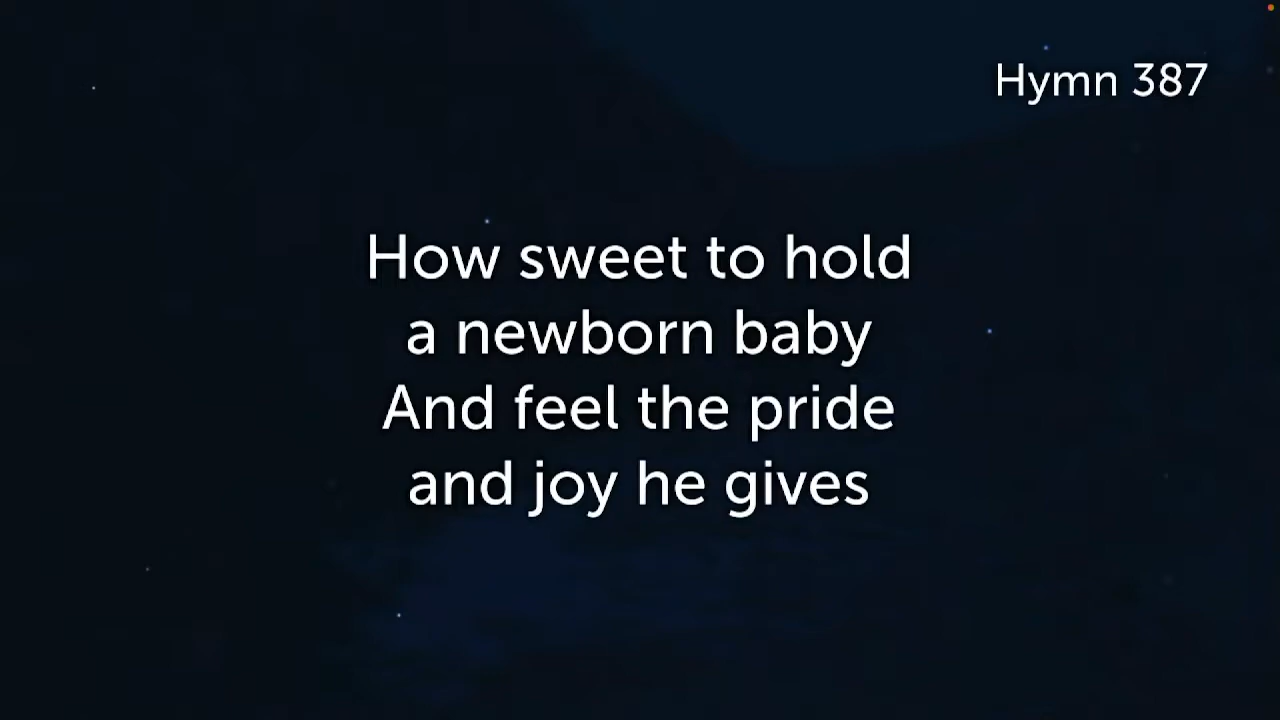 Hymn 387
How sweet to hold
a newborn baby
And feel the pride
and joy he gives